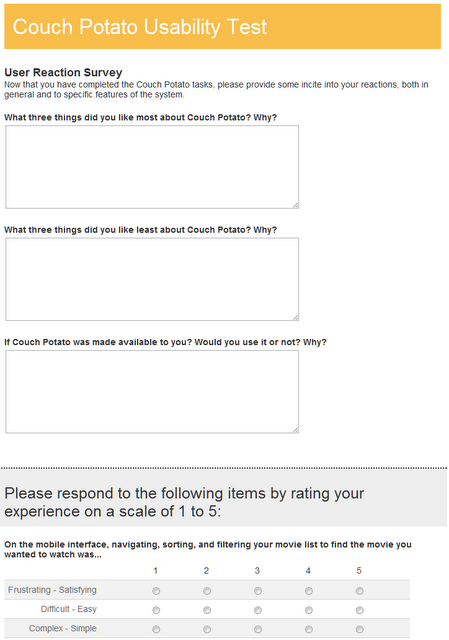 Couch Potato Usability Test
User Reaction Survey
Now that you have completed the Couch Potato tasks, please provide some incite into your reactions, both in
general and to specific features of the system.
What three things did you like most about Couch Potato? Why?
What three things did you like least about Couch Potato? Why?
If Couch Potato was made available to you? Would you use it or not? Why?
Please respond to the following items by rating your
experience on a scale of 1 to 5:
On the mobile interface, navigating, sorting, and filtering your movie list to find the movie you
wanted to watch was...
1 2 3 4 5
Frustrating - Satisfying
Difficult - Easy
Complex - Simple